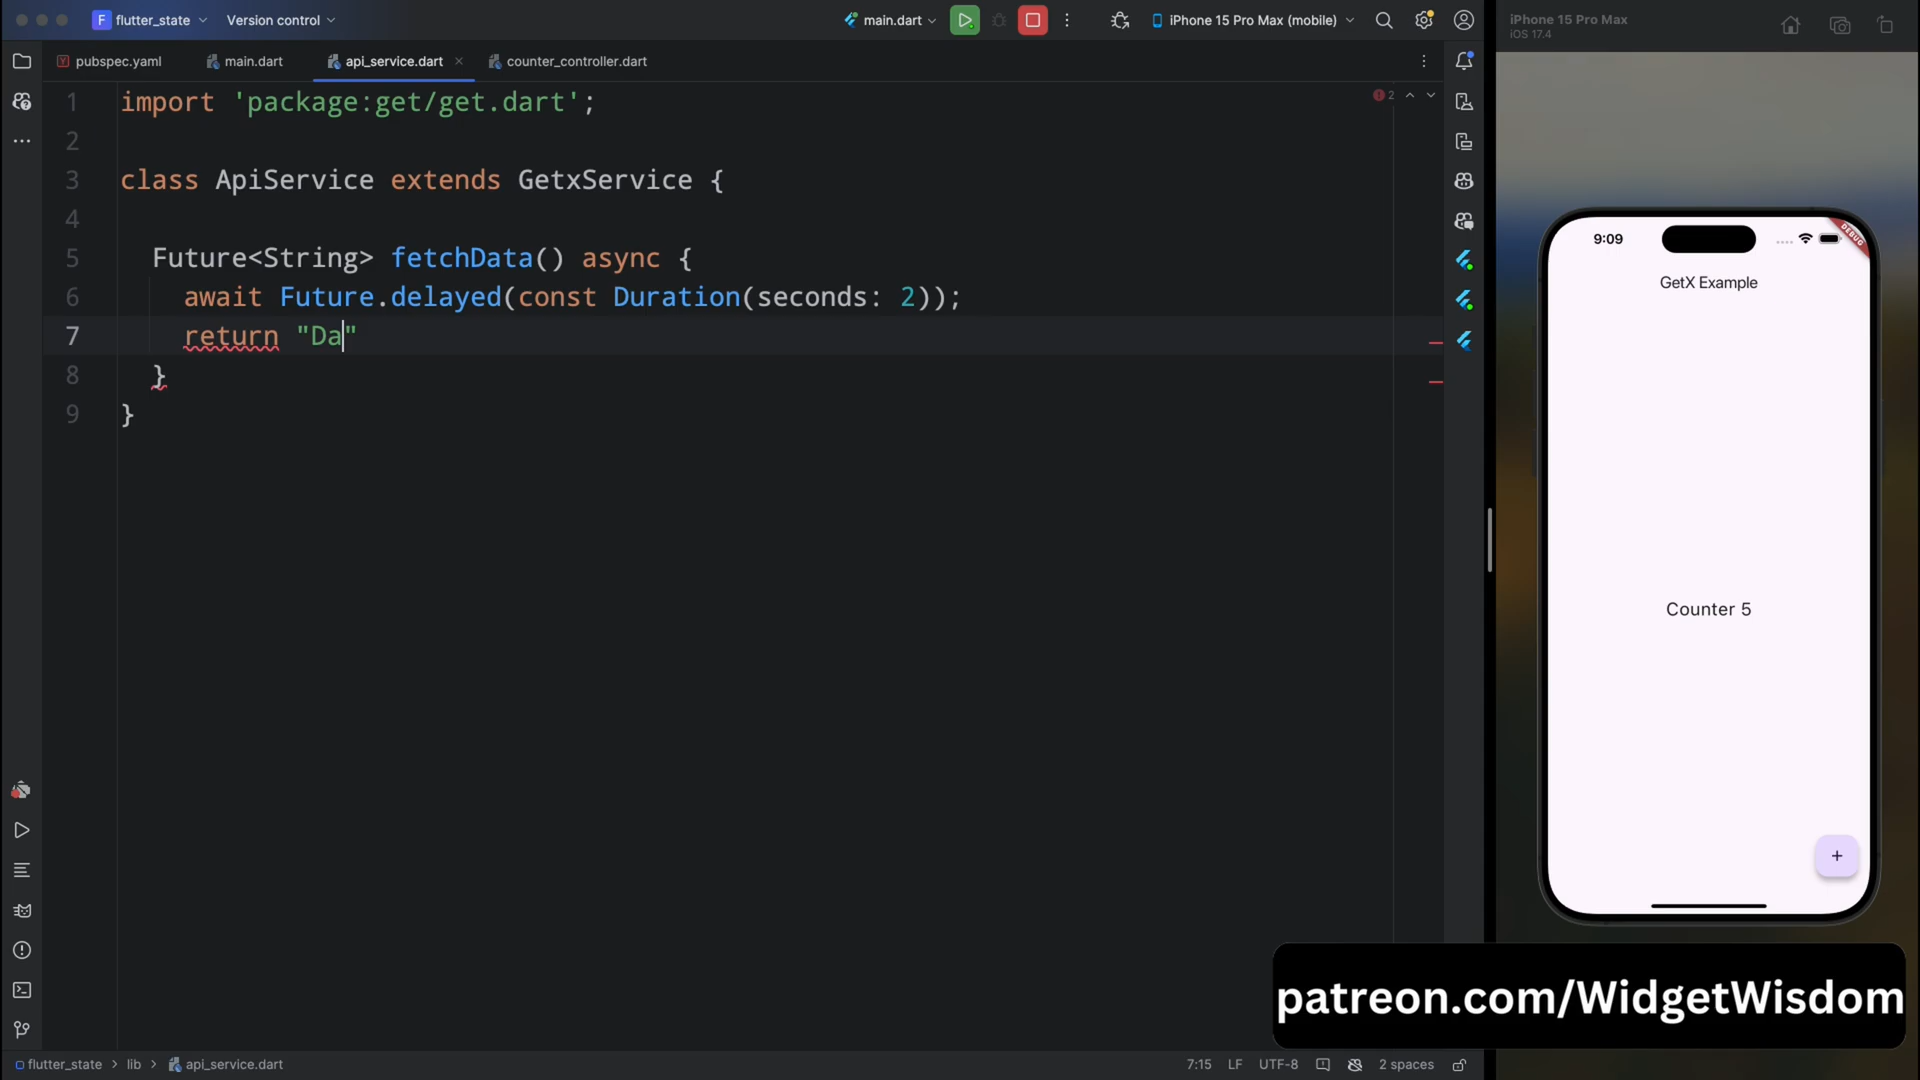 F flutter_state Version control main.dart iPhone 15 Pro Max (mobile)
iPhone 15 Pro Max
iOS 17.4
pubspec.yaml main.dart api_service.dart counter_controller.dart
1 import 'package:get/get.dart';
2
2
3 class ApiService extends GetxService {
4
5 Future<String> fetchData() async {
6 await Future.delayed(const Duration(seconds: 2));
7 return "Da"
8 }
9 }
9:09
DEBUG
GetX Example
Counter 5
+
patreon.com/WidgetWisdom
flutter_state > lib > api_service.dart 7:15 LF UTF-8 2 spaces